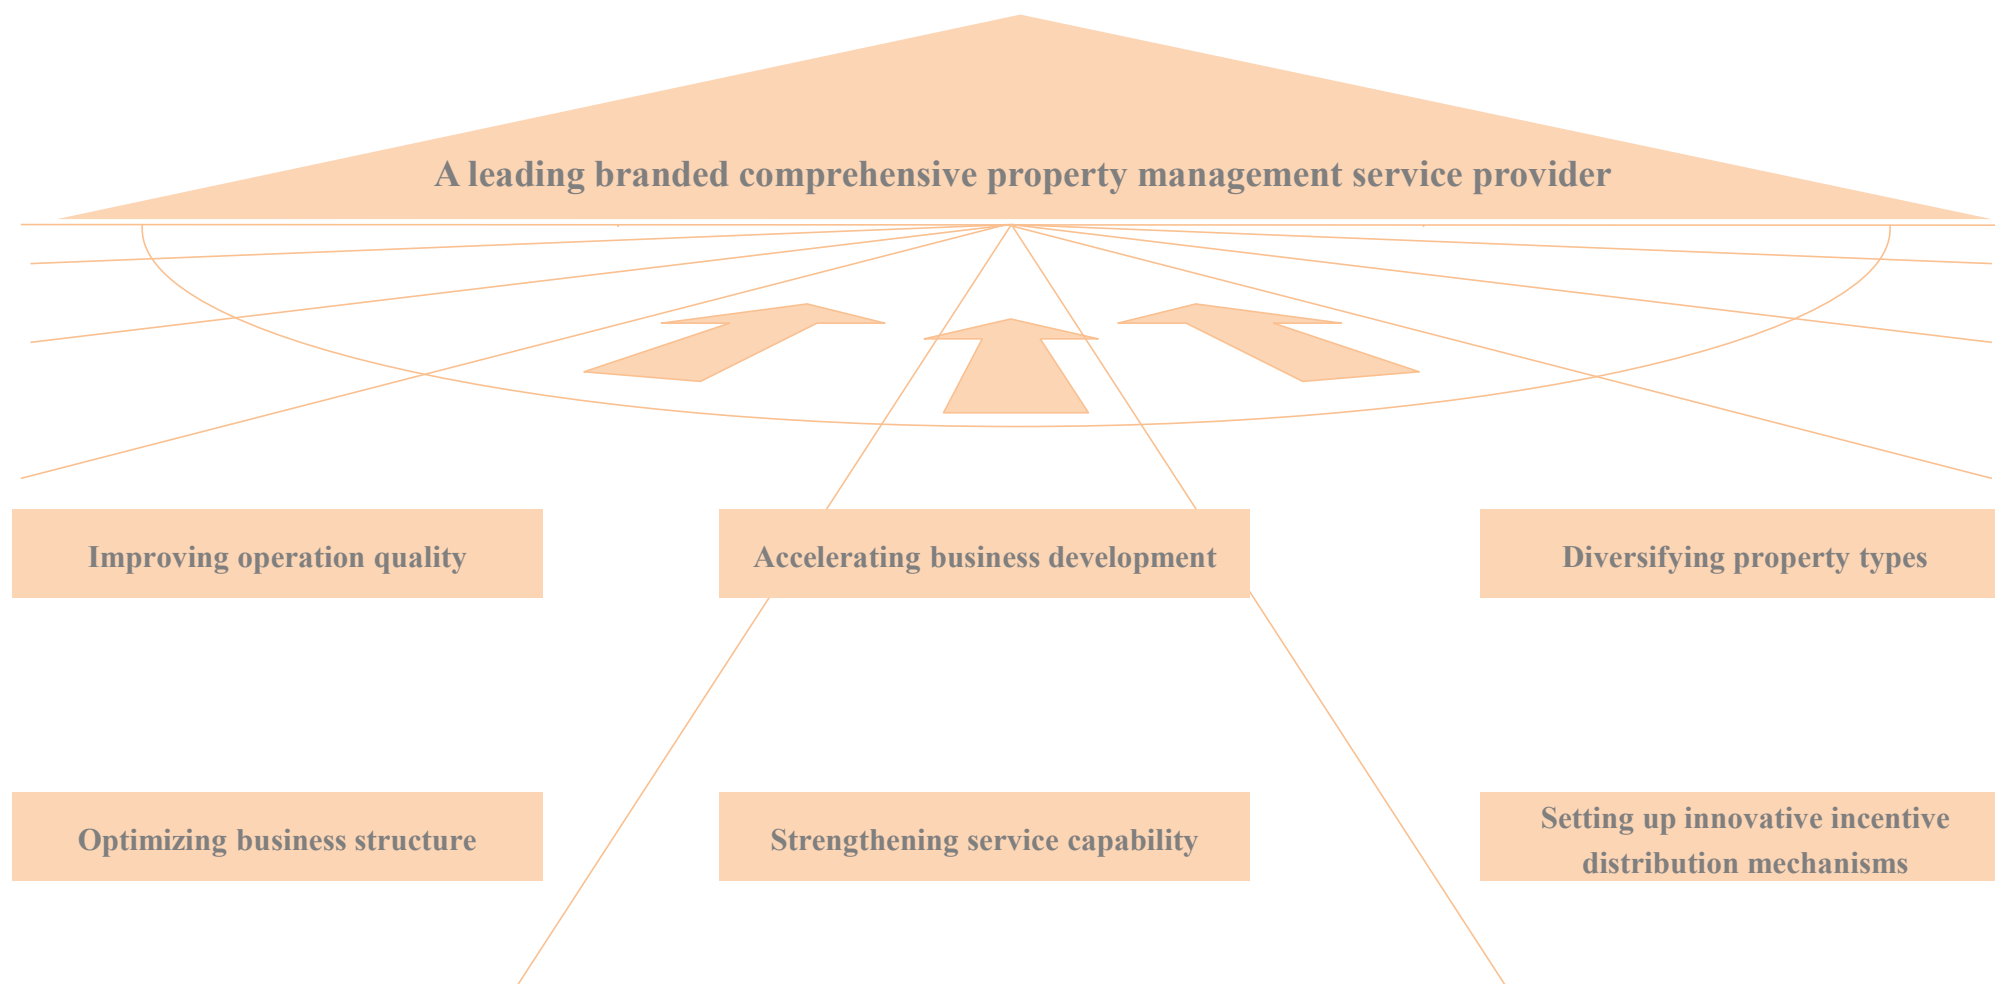 A leading branded comprehensive property management service provider
Improving operation quality
Accelerating business development
Diversifying property types
Optimizing business structure
Strengthening service capability
Setting up innovative incentive
distribution mechanisms